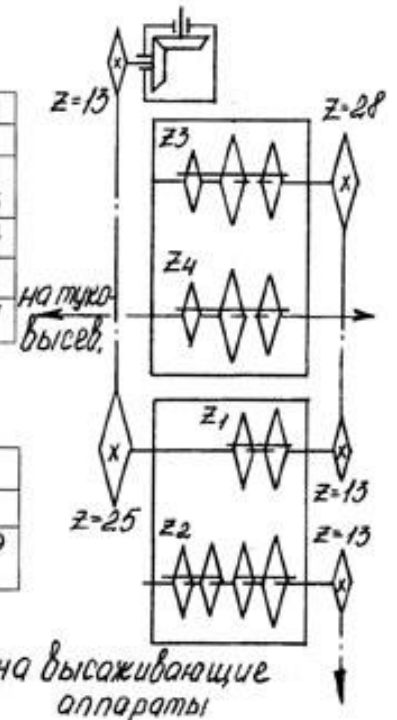 Z=13
Z=28
Z3
Z4
на туко-
высев.
Z1
Z=25
Z=13
Z2
Z=13
на высаживающие
аппараты